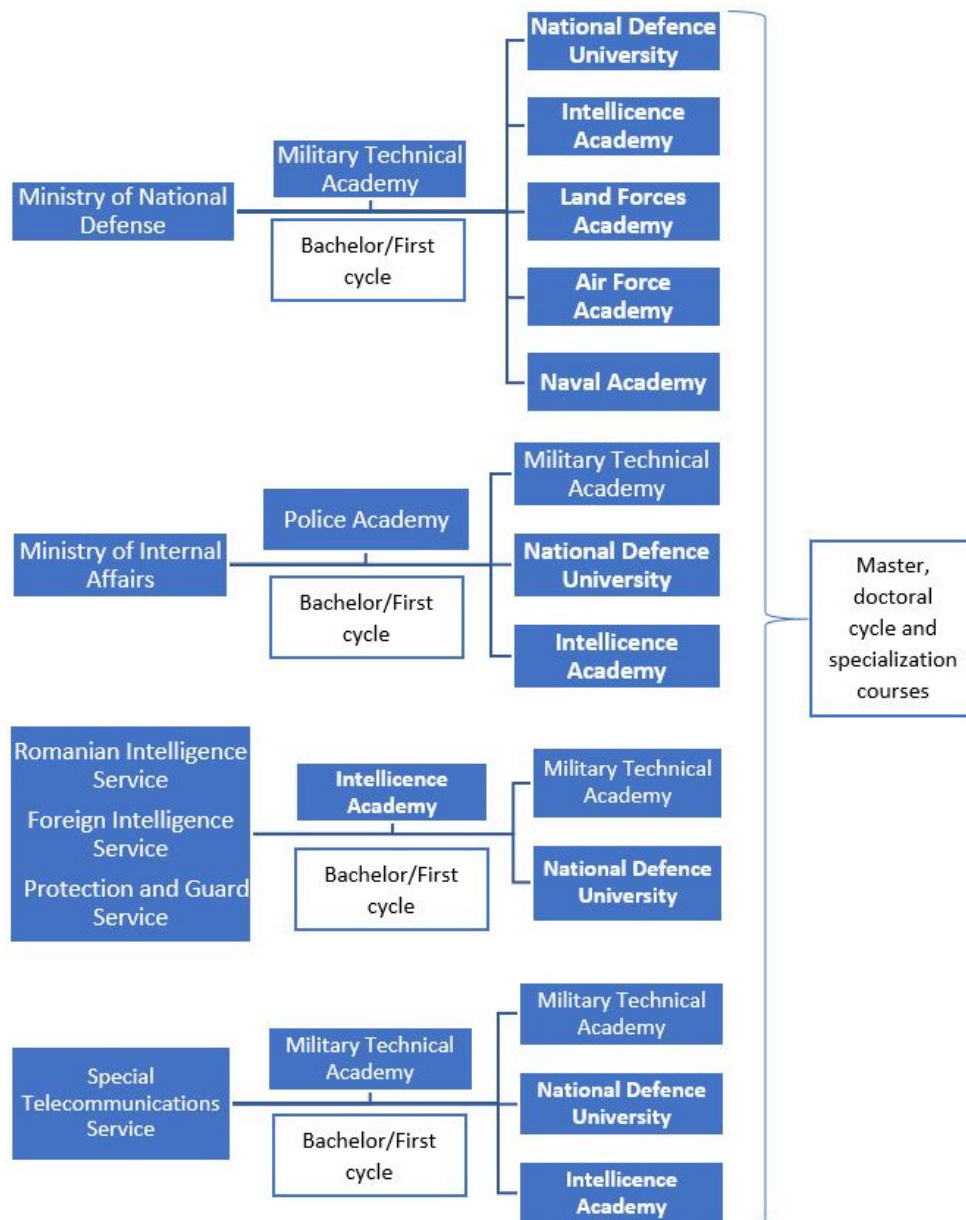 Ministry of National
Defense
Military Technical
Academy
Bachelor/First
cycle
National Defence
University
Intellicence
Academy
Land Forces
Academy
Air Force
Academy
Naval Academy
Ministry of Internal
Affairs
Police Academy
Bachelor/First
cycle
Military Technical
Academy
National Defence
University
Intellicence
Academy
Romanian Intelligence
Service
Foreign Intelligence
Service
Protection and Guard
Service
Intellicence
Academy
Bachelor/First
cycle
Military Technical
Academy
National Defence
University
Special
Telecommunications
Service
Military Technical
Academy
Bachelor/First
cycle
Military Technical
Academy
National Defence
University
Intellicence
Academy
Master,
doctoral
cycle and
specialization
courses